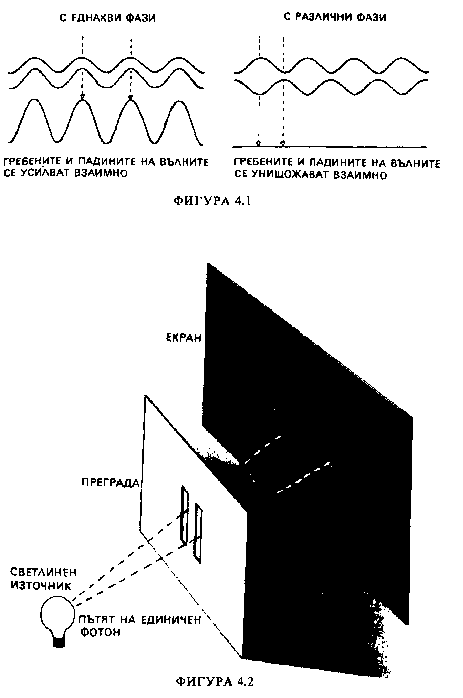 С ЕДНАКВИ ФАЗИ
С РАЗЛИЧНИ ФАЗИ
ГРЕБЕНИТЕ И ПАДИНИТЕ НА ВЪЛНИТЕ
СЕ УСИЛВАТ ВЗАИМНО
ГРЕБЕНИТЕ И ПАДИНИТЕ НА ВЪЛНИТЕ
СЕ УНИЩОЖАВАТ ВЗАИМНО
ФИГУРА 4.1
ЕКРАН
ПРЕГРАДА
СВЕТЛИНЕН
ИЗТОЧНИК
ПЪТЯТ НА ЕДИНИЧЕН
ФОТОН
ФИГУРА 4.2